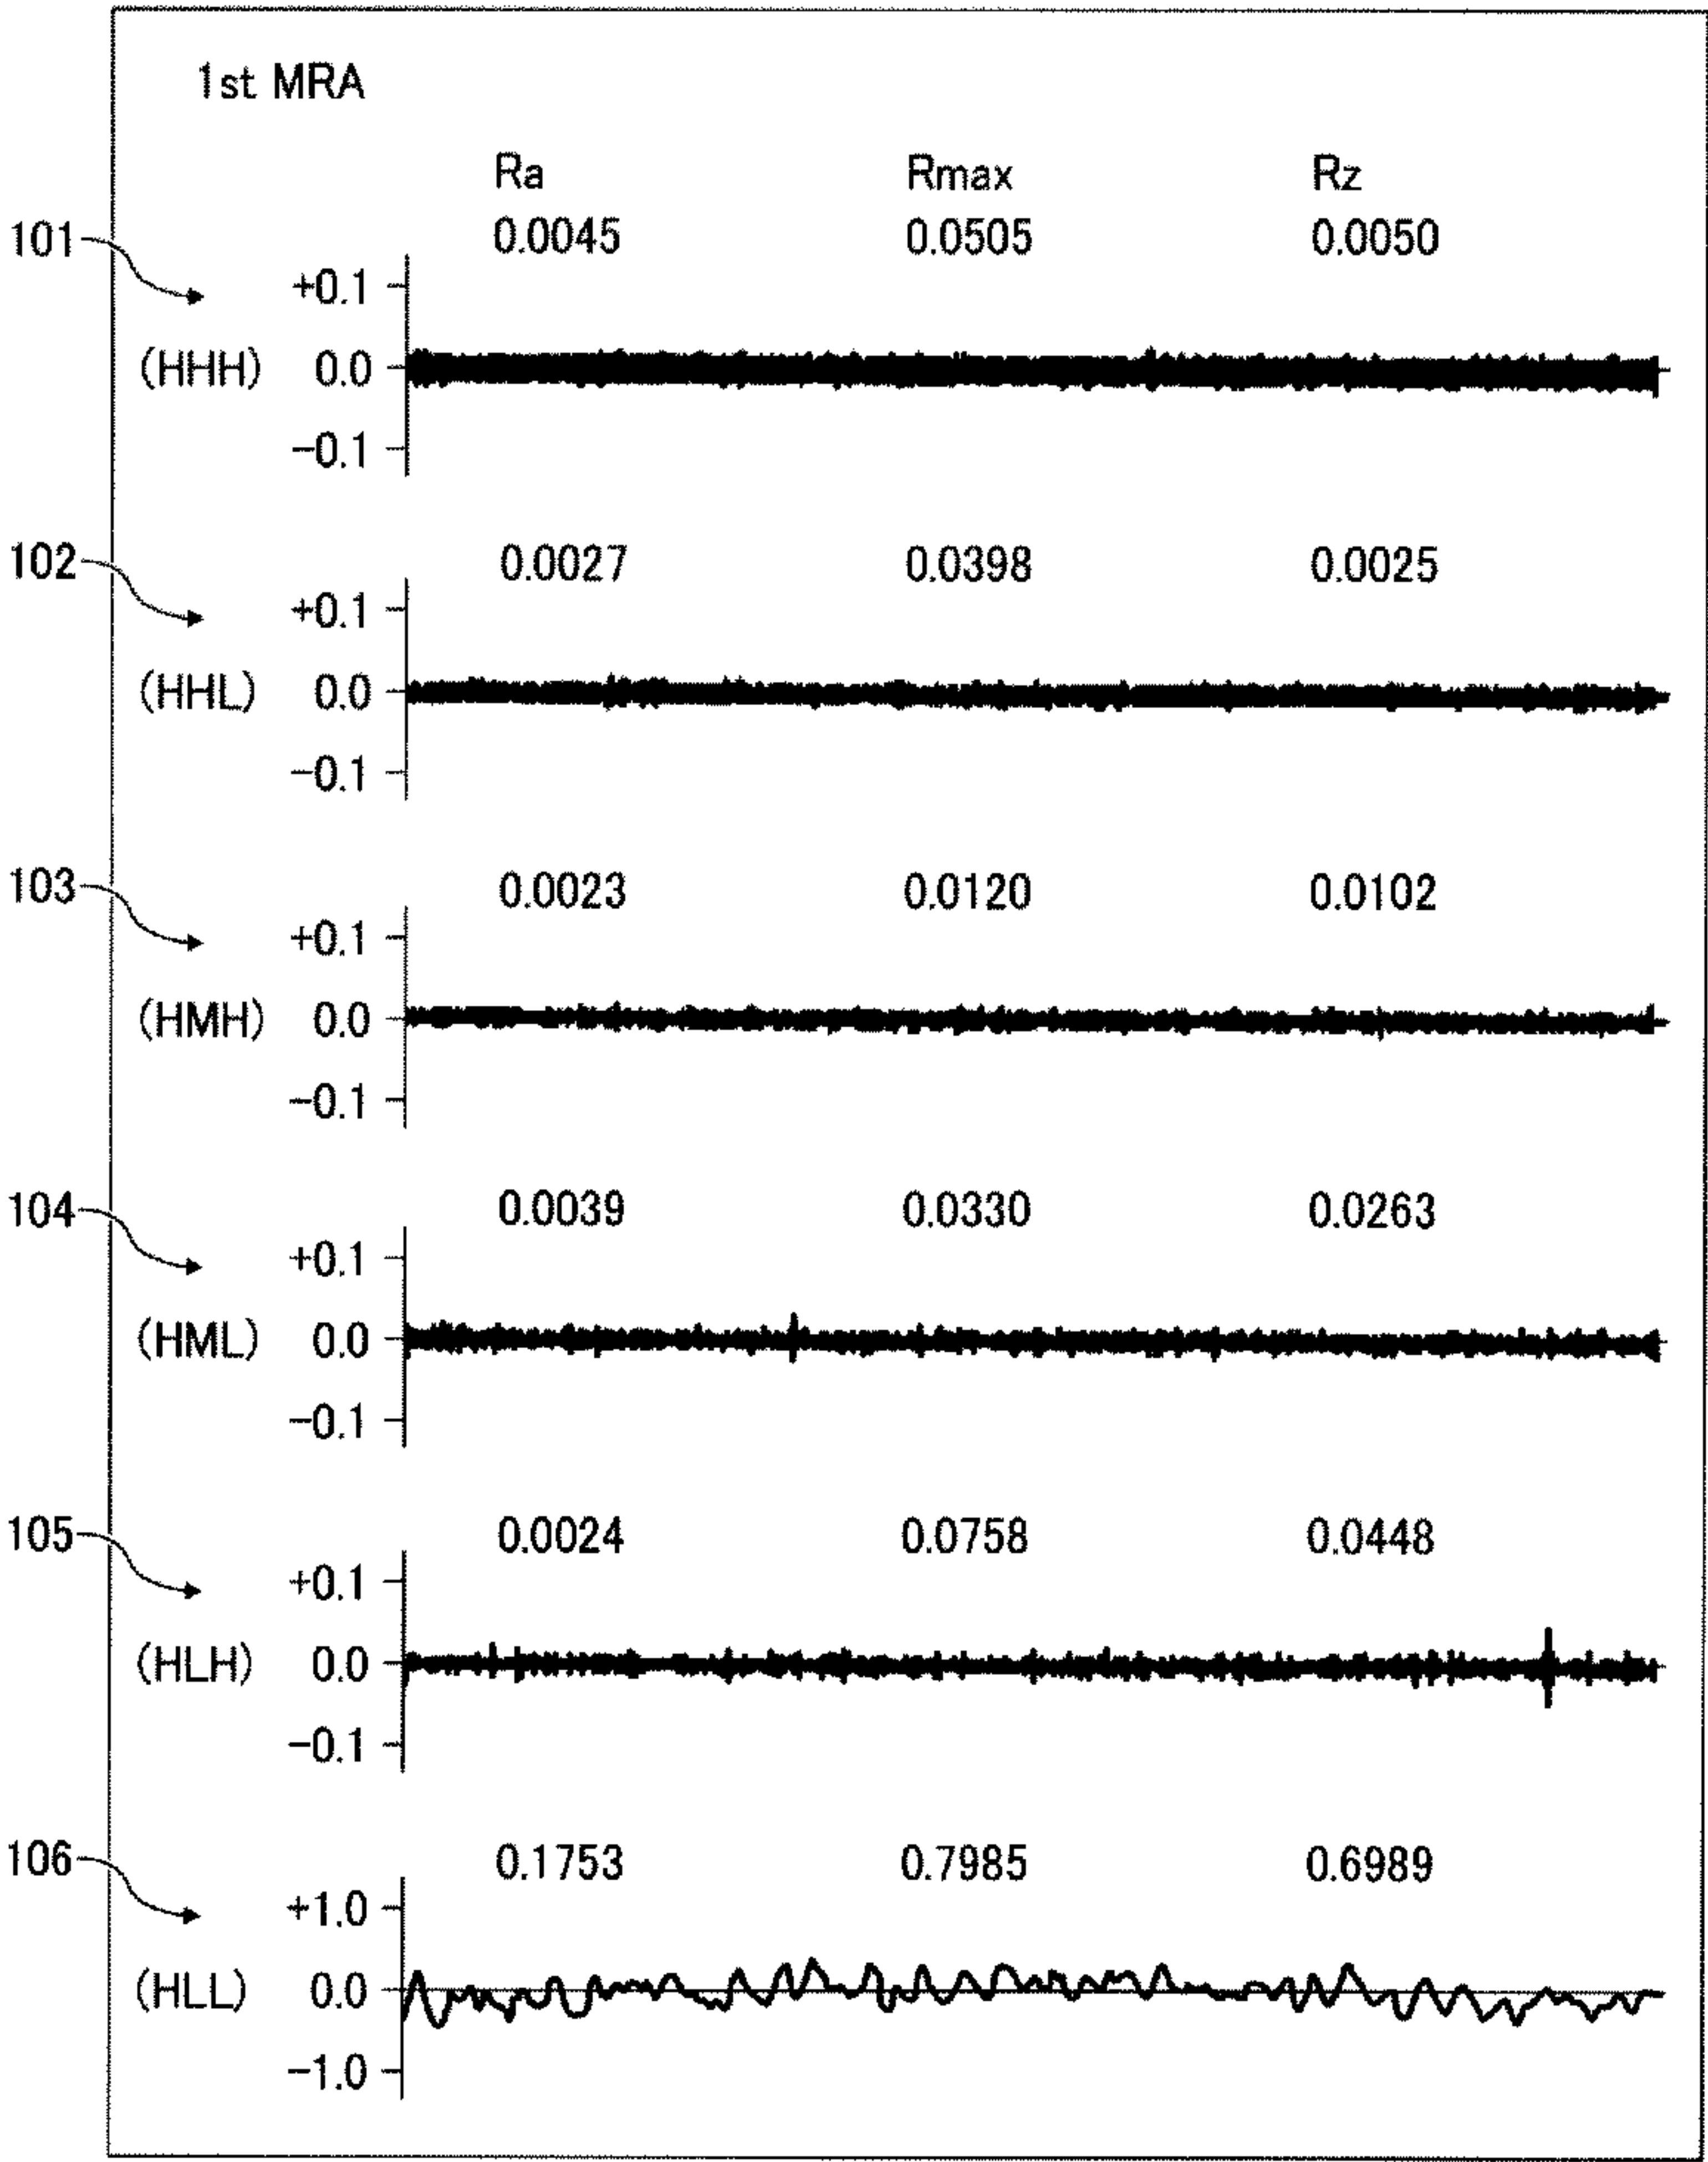 1st MRA
Ra Rmax Rz
101 0.0045 0.0505 0.0050
+0.1
(HHH) 0.0
−0.1
102 0.0027 0.0398 0.0025
+0.1
(HHL) 0.0
−0.1
103 0.0023 0.0120 0.0102
+0.1
(HMH) 0.0
−0.1
104 0.0039 0.0330 0.0263
+0.1
(HML) 0.0
−0.1
105 0.0024 0.0758 0.0448
+0.1
(HLH) 0.0
−0.1
106 0.1753 0.7985 0.6989
+1.0
(HLL) 0.0
−1.0